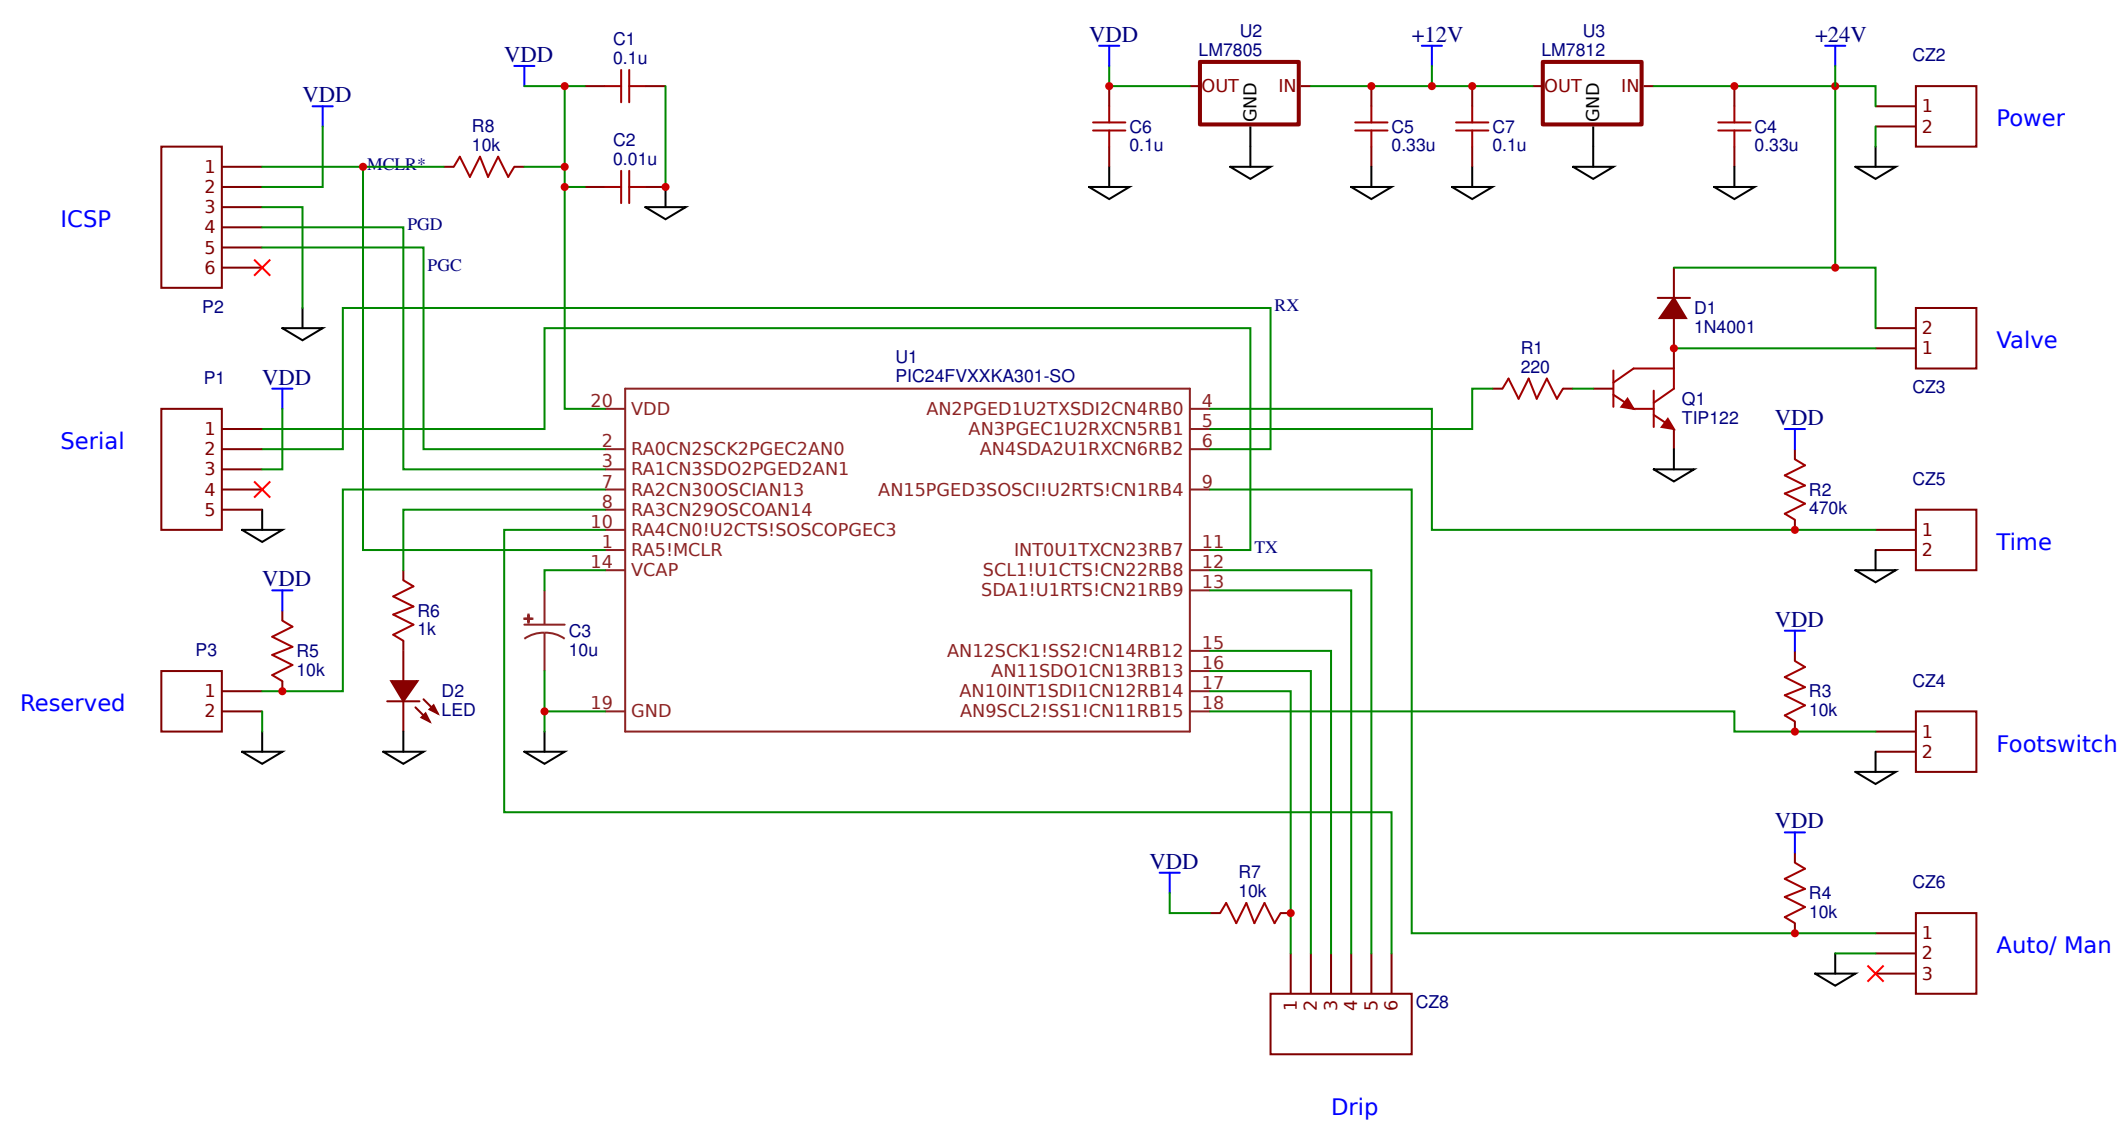 VDD
C1
0.1u
VDD
R8
10k
MCLR*
C2
0.01u
ICSP
1
2
3
4
5
6
P2
PGD
PGC
VDD
U2
LM7805
OUT
IN
GND
C6
0.1u
+12V
C5
0.33u
C7
0.1u
U3
LM7812
OUT
IN
GND
+24V
C4
0.33u
CZ2
1
2
Power
RX
D1
1N4001
2
1
Valve
CZ3
R1
220
Q1
TIP122
P1
VDD
Serial
1
2
3
4
5
U1
PIC24FVXXKA301-SO
20
VDD
2
RA0CN2SCK2PGEC2AN0
3
RA1CN3SDO2PGED2AN1
7
RA2CN30OSCIAN13
8
RA3CN29OSCOAN14
10
RA4CN0!U2CTS!SOSCOPGEC3
1
RA5!MCLR
14
VCAP
19
GND
AN2PGED1U2TXSDI2CN4RB0
4
AN3PGEC1U2RXCN5RB1
5
AN4SDA2U1RXCN6RB2
6
AN15PGED3SOSCI!U2RTS!CN1RB4
9
INT0U1TXCN23RB7
11
TX
SCL1!U1CTS!CN22RB8
12
SDA1!U1RTS!CN21RB9
13
AN12SCK1!SS2!CN14RB12
15
AN11SDO1CN13RB13
16
AN10INT1SDI1CN12RB14
17
AN9SCL2!SS1!CN11RB15
18
VDD
R2
470k
CZ5
1
2
Time
VDD
R5
10k
P3
Reserved
1
2
R6
1k
D2
LED
C3
10u
VDD
R3
10k
CZ4
1
2
Footswitch
VDD
R4
10k
CZ6
1
2
3
Auto/ Man
VDD
R7
10k
1
2
3
4
5
6
CZ8
Drip